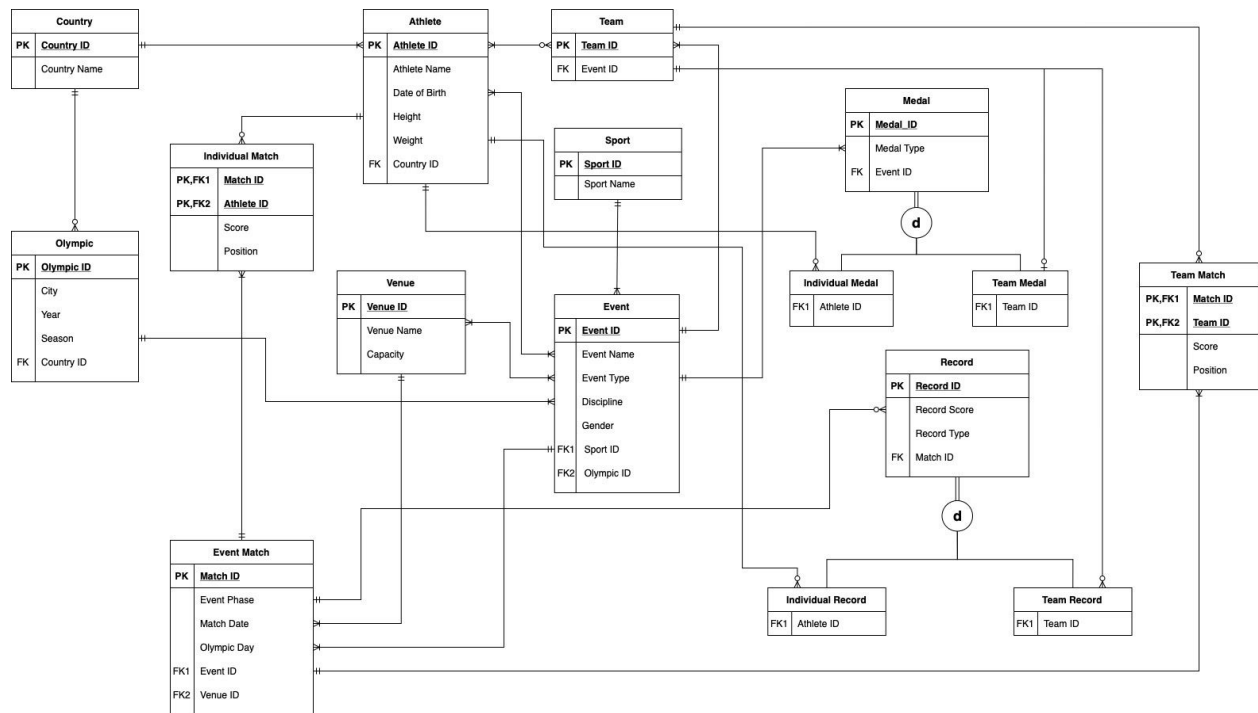 Country
PK Country ID
Country Name
Athlete
PK Athlete ID
Athlete Name
Date of Birth
Height
Weight
FK Country ID
Team
PK Team ID
FK Event ID
Medal
PK Medal_ID
Medal Type
FK Event ID
d
Sport
PK Sport ID
Sport Name
Individual Match
PK,FK1 Match ID
PK,FK2 Athlete ID
Score
Position
Olympic
PK Olympic ID
City
Year
Season
FK Country ID
Venue
PK Venue ID
Venue Name
Capacity
Event
PK Event ID
Event Name
Event Type
Discipline
Gender
FK1 Sport ID
FK2 Olympic ID
Individual Medal
FK1 Athlete ID
Team Medal
FK1 Team ID
Team Match
PK,FK1 Match ID
PK,FK2 Team ID
Score
Position
Record
PK Record ID
Record Score
Record Type
FK Match ID
d
Individual Record
FK1 Athlete ID
Team Record
FK1 Team ID
Event Match
PK Match ID
Event Phase
Match Date
Olympic Day
FK1 Event ID
FK2 Venue ID